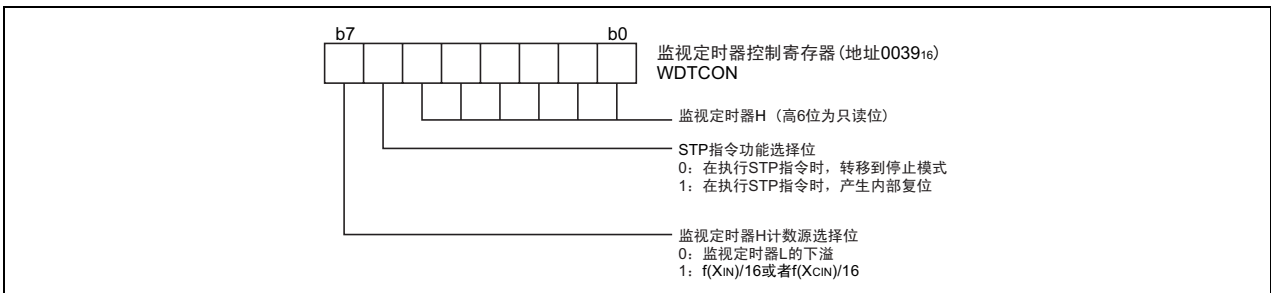 b7 b0
监视定时器控制寄存器(地址0039₁₆)
WDTCON
监视定时器H(高6位为只读位)
STP指令功能选择位
0：在执行STP指令时，转移到停止模式
1：在执行STP指令时，产生内部复位
监视定时器H计数源选择位
0：监视定时器L的下溢
1：f(XIN)/16或者f(XCIN)/16